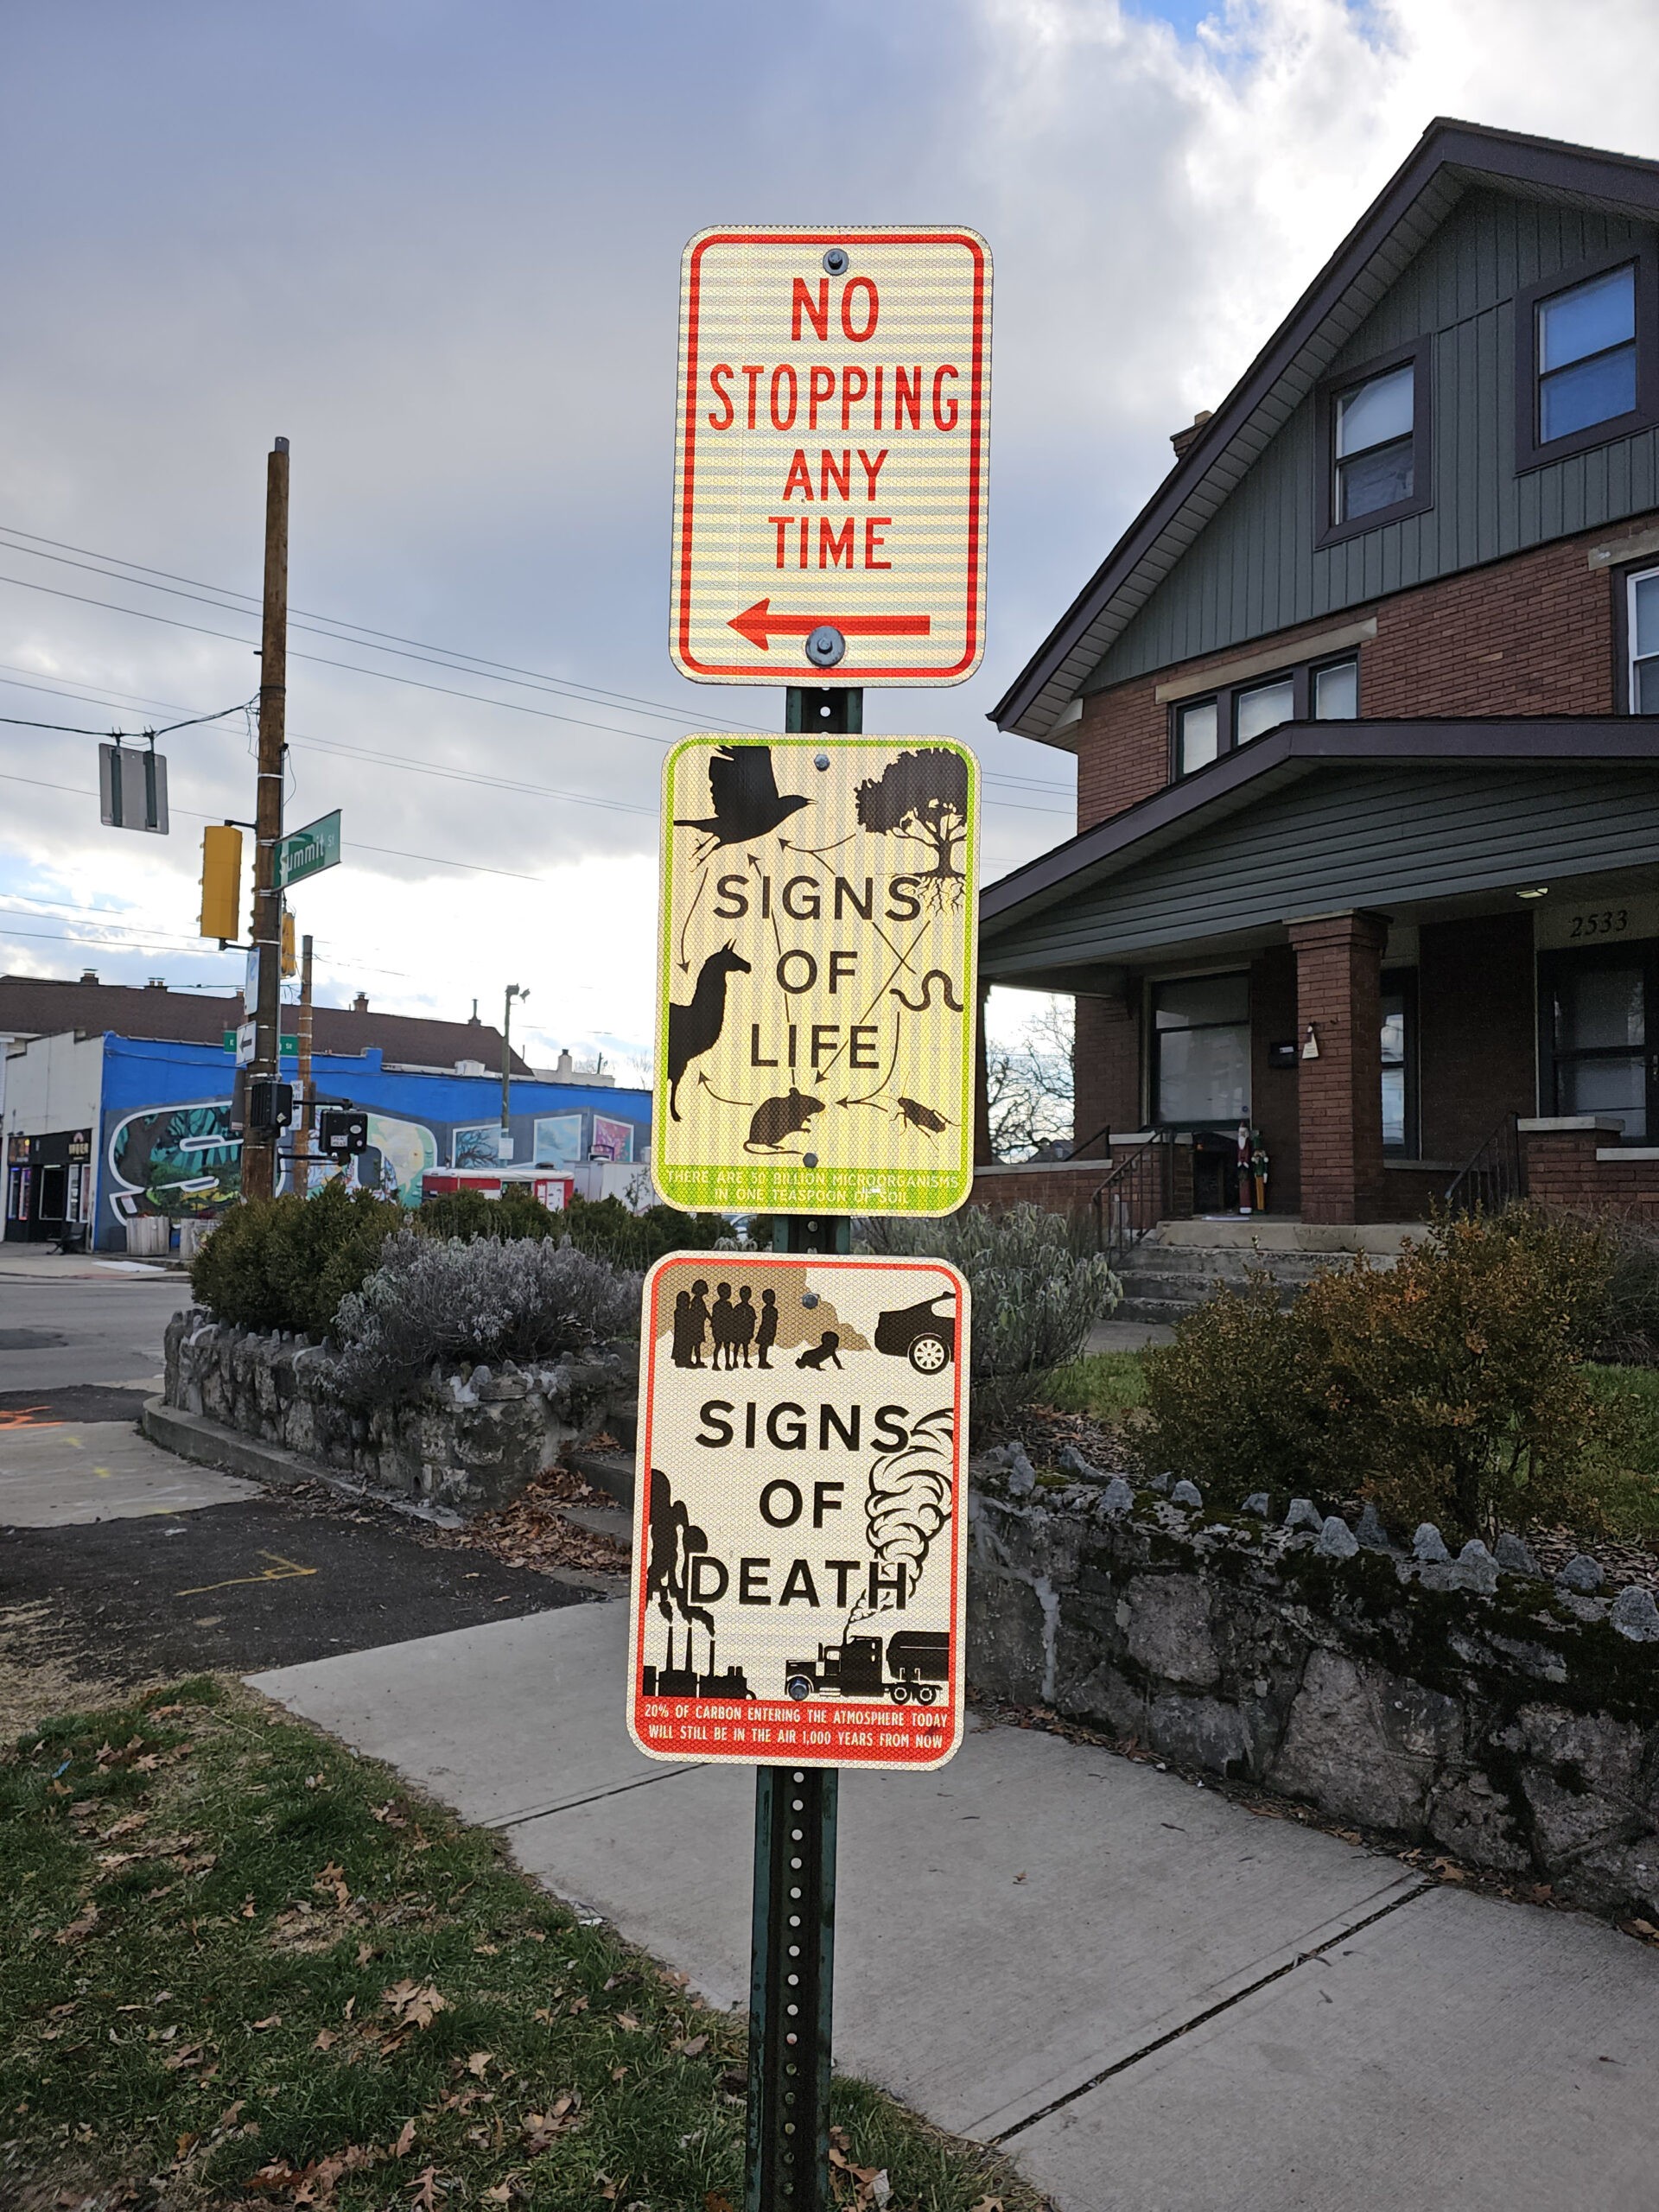 NO
STOPPING
ANY
TIME
SIGNS
OF
LIFE
THERE ARE 50 BILLION MICROORGANISMS
IN ONE TEASPOON OF SOIL
SIGNS
OF
DEATH
20% OF CARBON ENTERING THE ATMOSPHERE TODAY
WILL STILL BE IN THE AIR 1,000 YEARS FROM NOW
Summit St
2533